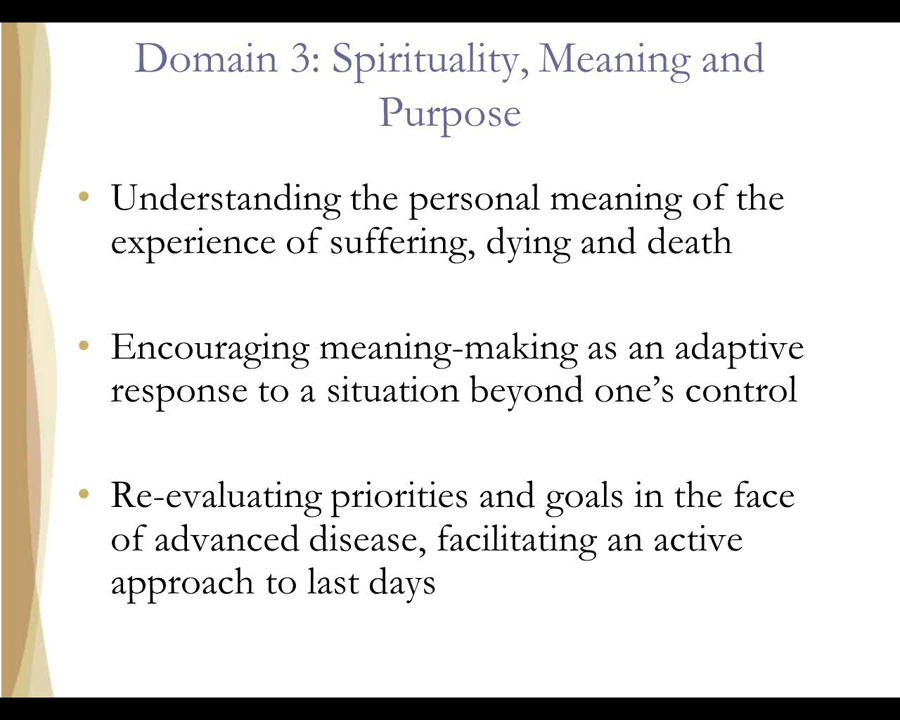 Domain 3: Spirituality, Meaning and
Purpose
• Understanding the personal meaning of the
experience of suffering, dying and death
• Encouraging meaning-making as an adaptive
response to a situation beyond one’s control
• Re-evaluating priorities and goals in the face
of advanced disease, facilitating an active
approach to last days